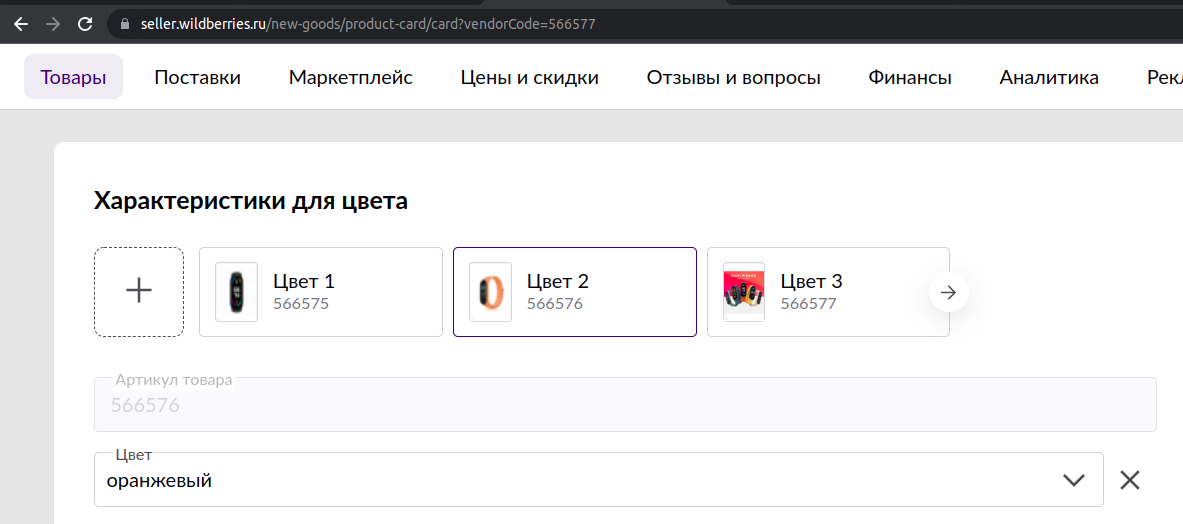 seller.wildberries.ru/new-goods/product-card/card?vendorCode=566577
Товары Поставки Маркетплейс Цены и скидки Отзывы и вопросы Финансы Аналитика Рекл
Характеристики для цвета
Цвет 1 Цвет 2 Цвет 3
566575 566576 566577
Артикул товара
566576
Цвет
оранжевый